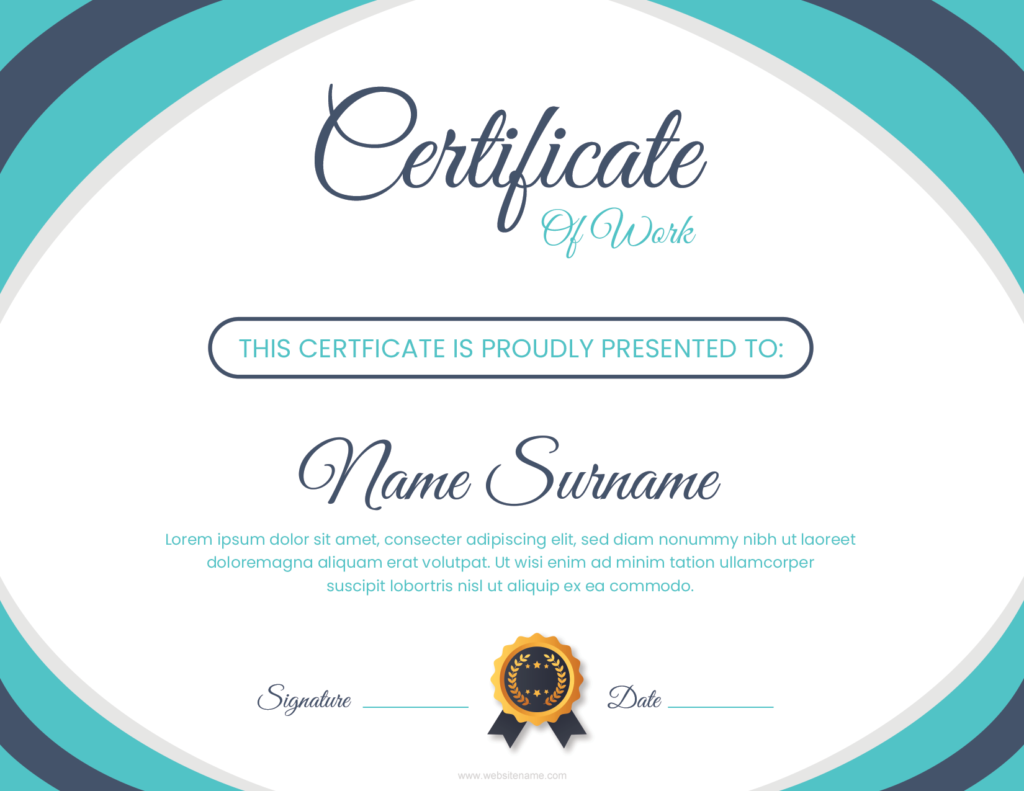 Certificate
Of Work
THIS CERTFICATE IS PROUDLY PRESENTED TO:
Name Surname
Lorem ipsum dolor sit amet, consecter adipiscing elit, sed diam nonummy nibh ut laoreet
doloremagna aliquam erat volutpat. Ut wisi enim ad minim tation ullamcorper
suscipit lobortris nisl ut aliquip ex ea commodo.
Signature
Date
www.websitename.com